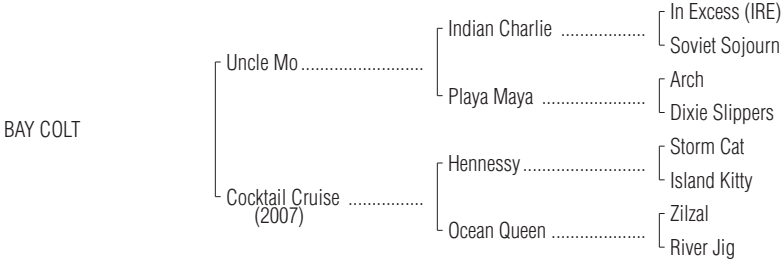 In Excess (IRE)
Indian Charlie ...................
Soviet Sojourn
Uncle Mo ..........................
Arch
Playa Maya ......................
Dixie Slippers
BAY COLT
Storm Cat
Hennessy ..........................
Island Kitty
Cocktail Cruise ................
(2007)
Zilzal
Ocean Queen ....................
River Jig